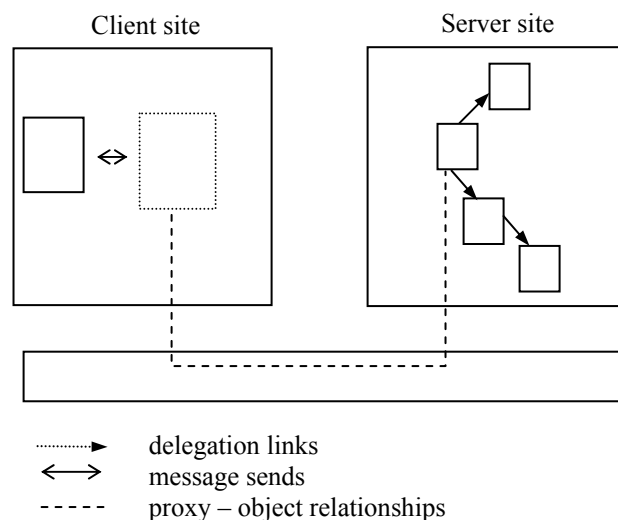 Client site
Server site
delegation links
message sends
proxy – object relationships